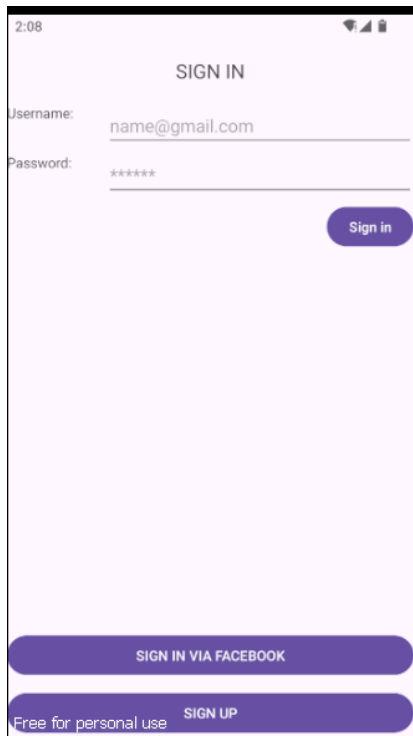 2:08
SIGN IN
Username:
name@gmail.com
Password:
******
Sign in
SIGN IN VIA FACEBOOK
SIGN UP
Free for personal use